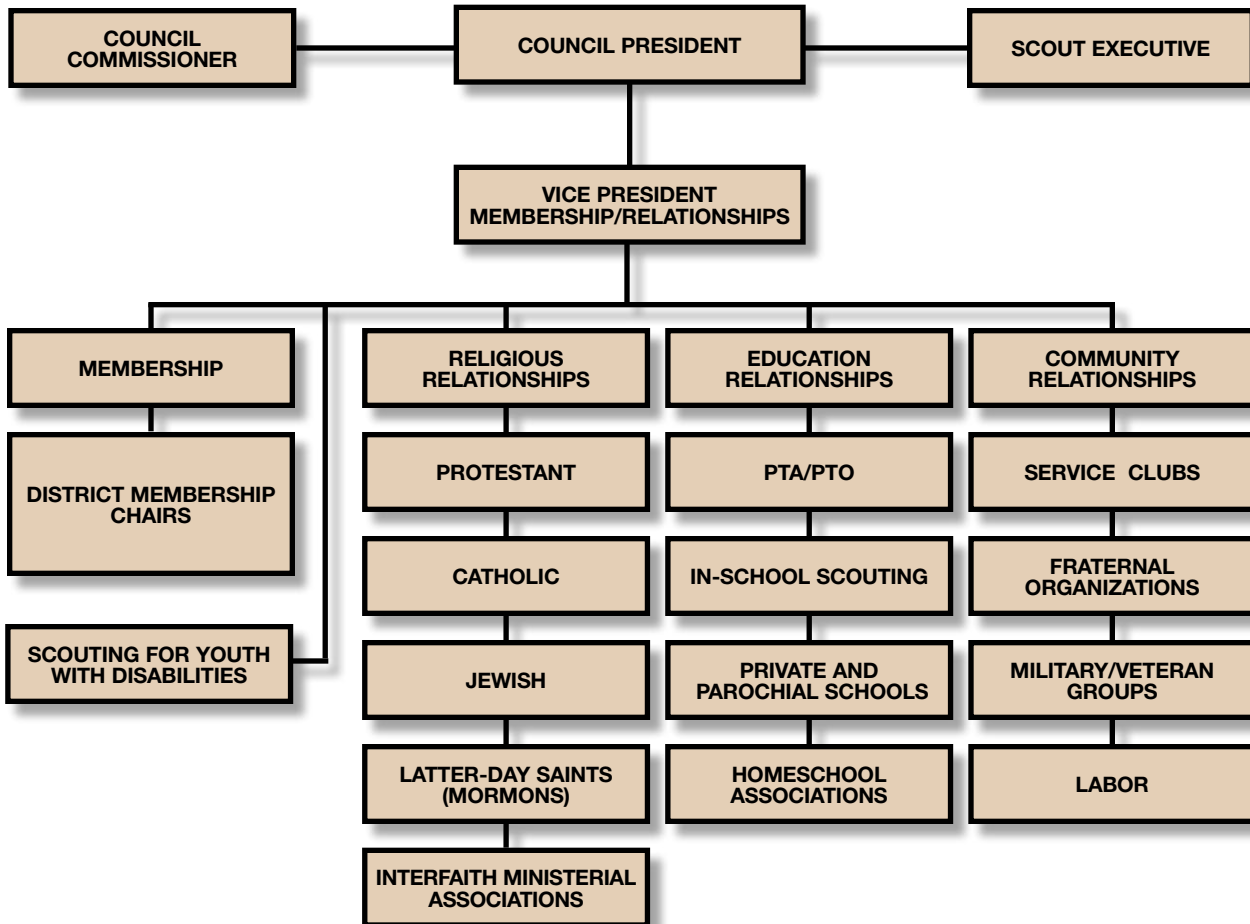 COUNCIL
COMMISSIONER
COUNCIL PRESIDENT
SCOUT EXECUTIVE
VICE PRESIDENT
MEMBERSHIP/RELATIONSHIPS
MEMBERSHIP
DISTRICT MEMBERSHIP
CHAIRS
SCOUTING FOR YOUTH
WITH DISABILITIES
RELIGIOUS
RELATIONSHIPS
PROTESTANT
CATHOLIC
JEWISH
LATTER-DAY SAINTS
(MORMONS)
INTERFAITH MINISTERIAL
ASSOCIATIONS
EDUCATION
RELATIONSHIPS
PTA/PTO
IN-SCHOOL SCOUTING
PRIVATE AND
PAROCHIAL SCHOOLS
HOMESCHOOL
ASSOCIATIONS
COMMUNITY
RELATIONSHIPS
SERVICE CLUBS
FRATERNAL
ORGANIZATIONS
MILITARY/VETERAN
GROUPS
LABOR